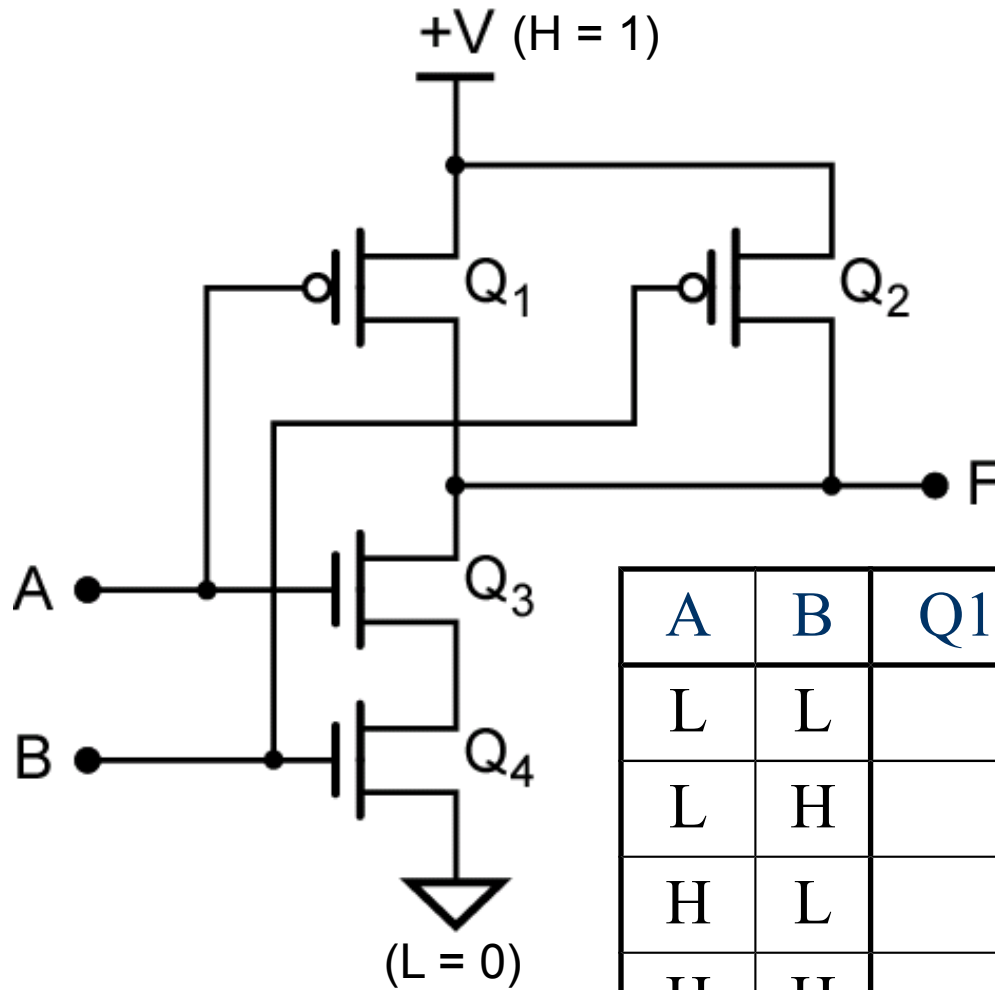 +V (H = 1)
Q1
Q2
F
A
Q3
B
Q4
(L = 0)
A B Q1
L L
L H
H L
H H